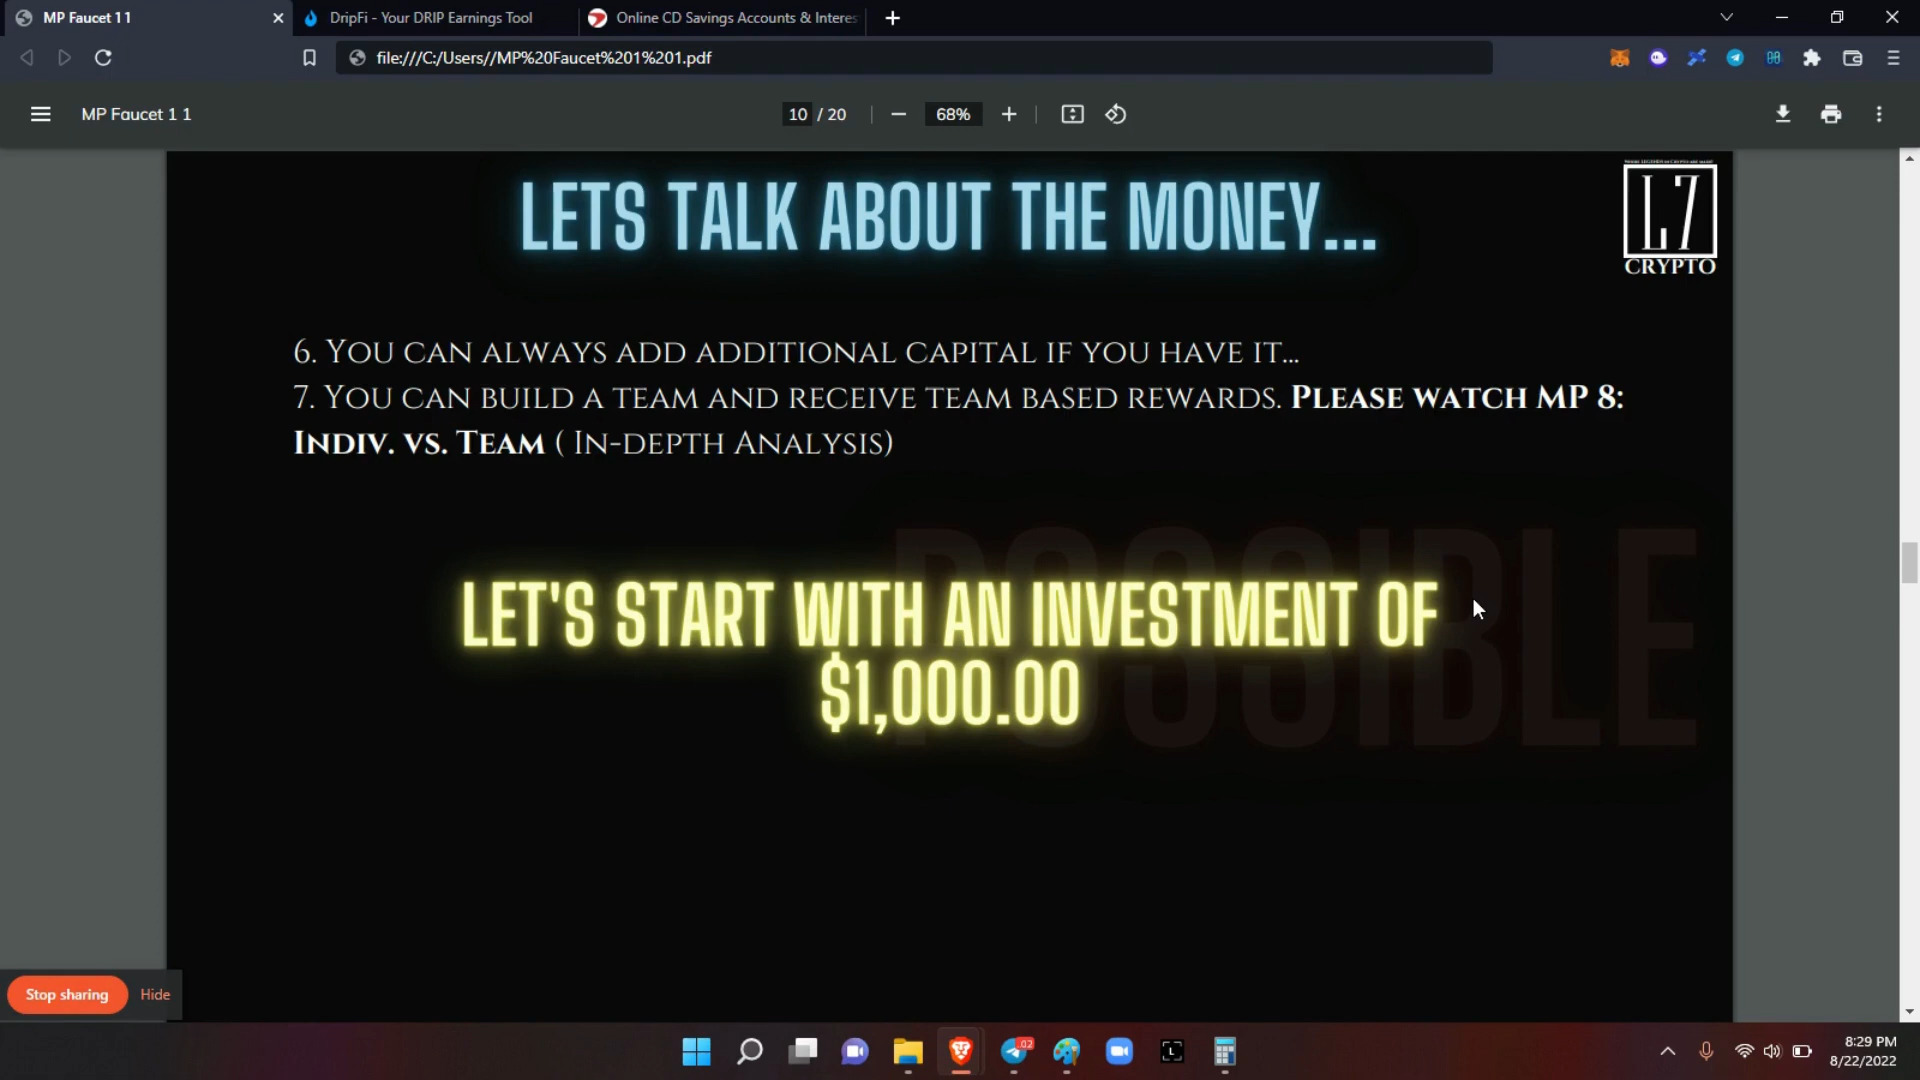 MP Faucet 1 1
DripFi - Your DRIP Earnings Tool
Online CD Savings Accounts & Interes
file:///C:/Users//MP%20Faucet%201%201.pdf
MP Faucet 1 1
10 / 20
68%
LETS TALK ABOUT THE MONEY...
L7
CRYPTO
6. You can always add additional capital if you have it...
7. You can build a team and receive team based rewards. Please watch MP 8:
Indiv. vs. Team ( In-depth Analysis)
POSSIBLE
LET'S START WITH AN INVESTMENT OF
$1,000.00
Stop sharing
Hide
02
L
8:29 PM
8/22/2022